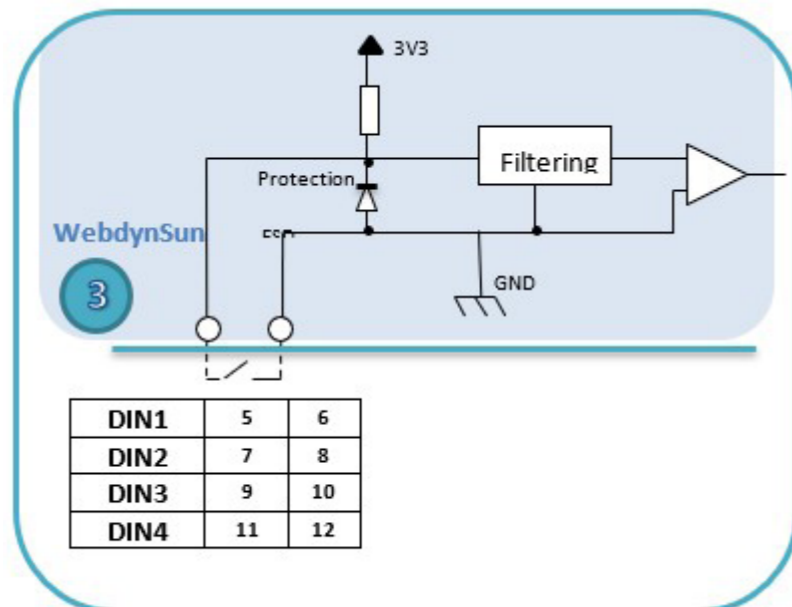 3V3
Filtering
Protection
WebdynSun
GND
3
DIN1 5 6
DIN2 7 8
DIN3 9 10
DIN4 11 12